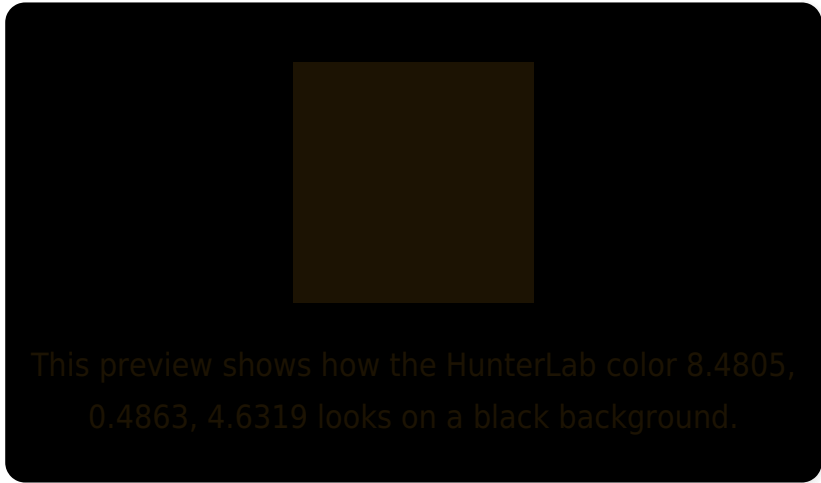 This preview shows how the HunterLab color 8.4805,
0.4863, 4.6319 looks on a black background.